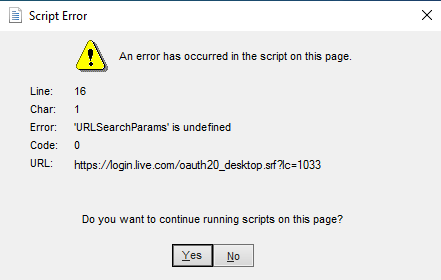 Script Error
An error has occurred in the script on this page.
Line: 16
Char: 1
Error: 'URLSearchParams' is undefined
Code: 0
URL: https://login.live.com/oauth20_desktop.srf?lc=1033
Do you want to continue running scripts on this page?
Yes No